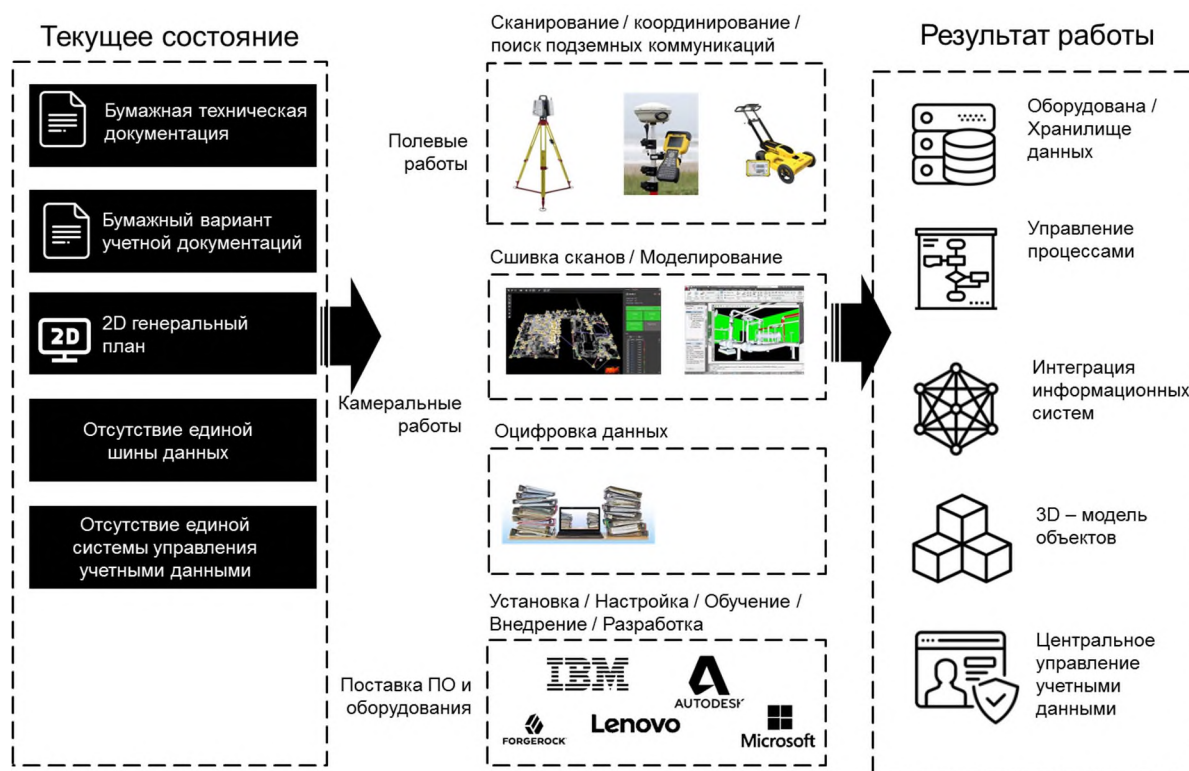 Текущее состояние
Бумажная техническая
документация
Бумажный вариант
учетной документаций
2D
2D генеральный
план
Отсутствие единой
шины данных
Отсутствие единой
системы управления
учетными данными
Полевые
работы
Камеральные
работы
Поставка ПО и
оборудования
Сканирование / координирование /
поиск подземных коммуникаций
Сшивка сканов / Моделирование
Оцифровка данных
Установка / Настройка / Обучение /
Внедрение / Разработка
IBM
AUTODESK
FORGEROCK
Lenovo
Microsoft
Результат работы
Оборудована /
Хранилище
данных
Управление
процессами
Интеграция
информационных
систем
3D – модель
объектов
Центральное
управление
учетными
данными